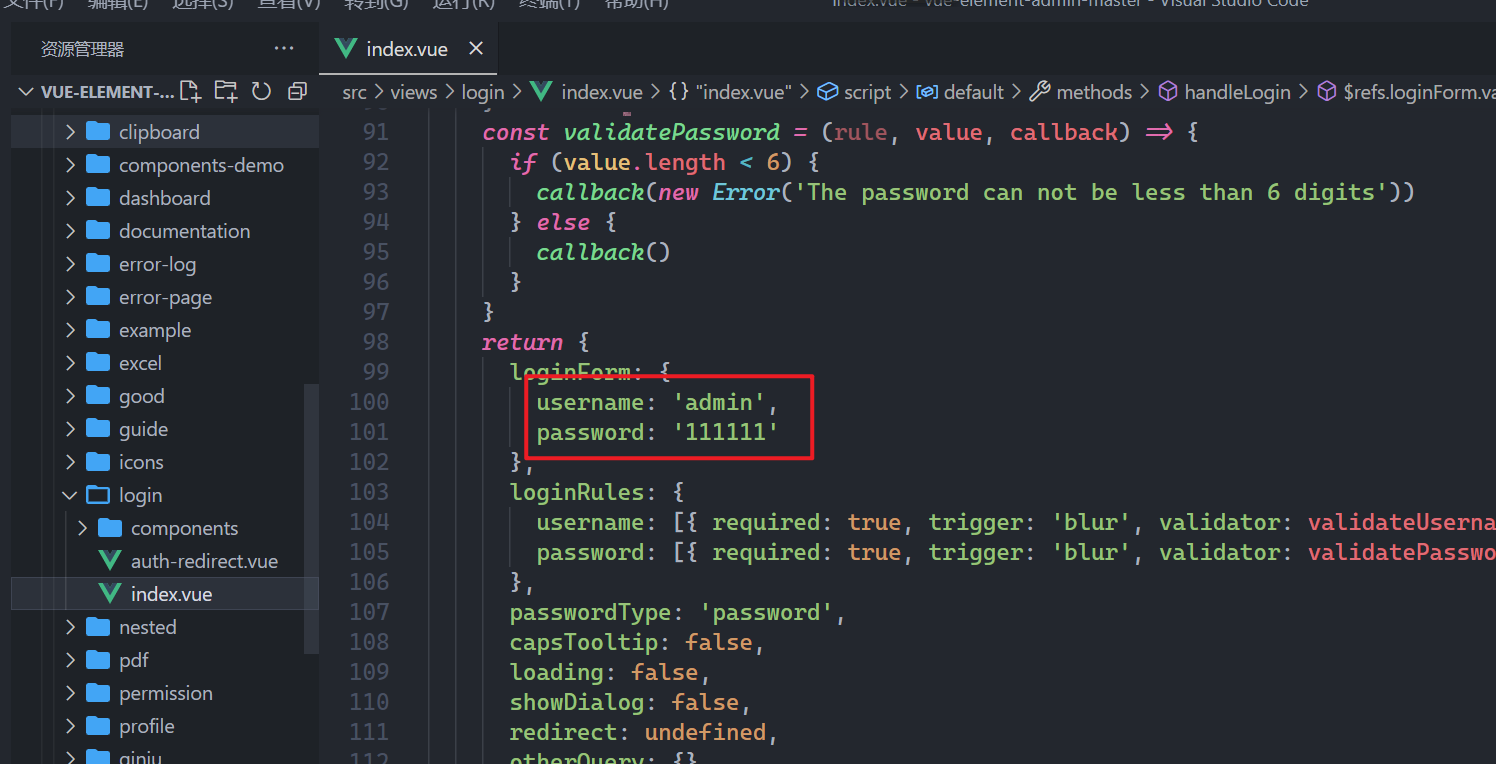 文件(F) 编辑(E) 选择(S) 查看(V) 转到(G) 运行(R) 终端(T) 帮助(H) index.vue - vue-element-admin-master - Visual Studio Code
资源管理器 ··· index.vue ×
VUE-ELEMENT-... src > views > login > index.vue > {} "index.vue" > script > default > methods > handleLogin > $refs.loginForm.va
clipboard
components-demo
dashboard
documentation
error-log
error-page
example
excel
good
guide
icons
login
components
auth-redirect.vue
index.vue
nested
pdf
permission
profile
qiniu
91 const validatePassword = (rule, value, callback) => {
92 if (value.length < 6) {
93 callback(new Error('The password can not be less than 6 digits'))
94 } else {
95 callback()
96 }
97 }
98 return {
99 loginForm: {
100 username: 'admin',
101 password: '111111'
102 },
103 loginRules: {
104 username: [{ required: true, trigger: 'blur', validator: validateUserna
105 password: [{ required: true, trigger: 'blur', validator: validatePasswo
106 },
107 passwordType: 'password',
108 capsTooltip: false,
109 loading: false,
110 showDialog: false,
111 redirect: undefined,
112 otherQuery: {}